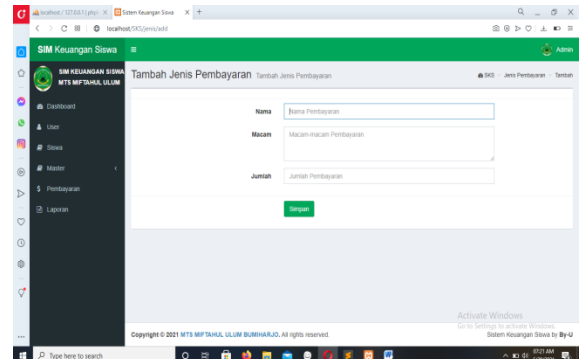 localhost / 127.0.0.1 | phpl
Sistem Keuangan Siswa
localhost/SKS/jenis/add
SIM Keuangan Siswa
Admin
SIM KEUANGAN SISWA
MTS MIFTAHUL ULUM
Tambah Jenis Pembayaran Tambah Jenis Pembayaran
SKS > Jenis Pembayaran > Tambah
Dashboard
User
Siswa
Master
Pembayaran
Laporan
Nama
Nama Pembayaran
Macam
Macam-macam Pembayaran
Jumlah
Jumlah Pembayaran
Simpan
Activate Windows
Go to Settings to activate Windows.
Copyright © 2021 MTS MIFTAHUL ULUM BUMIHARJO. All rights reserved.
Sistem Keuangan Siswa by By-U
Type here to search
07:21 AM